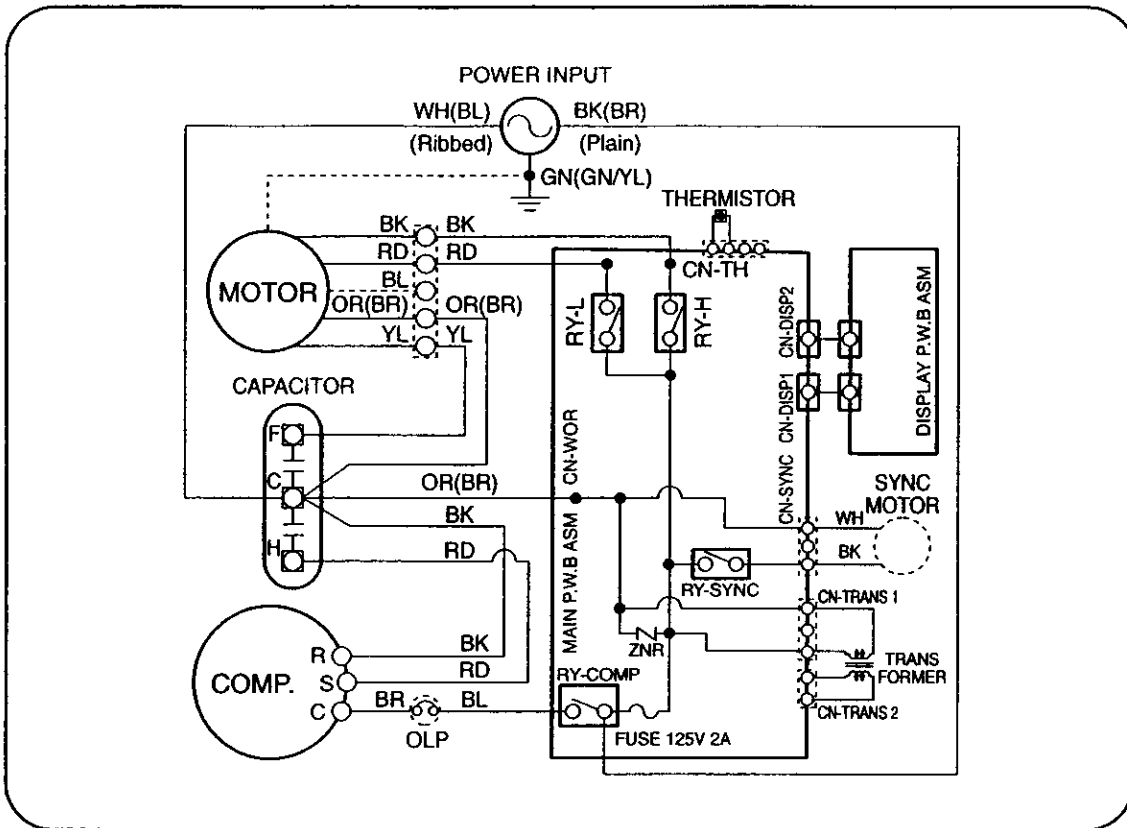 POWER INPUT
WH(BL)
BK(BR)
(Ribbed)
(Plain)
GN(GN/YL)
THERMISTOR
CN-TH
BK
BK
RD
RD
BL
OR(BR)
OR(BR)
YL
YL
MOTOR
RY-L
RY-H
CN-DISP2
CN-DISP1
DISPLAY P.W.B ASM
CAPACITOR
F
C
H
OR(BR)
BK
RD
CN-WOR
MAIN P.W.B ASM
CN-SYNC
SYNC
MOTOR
WH
BK
RY-SYNC
CN-TRANS 1
ZNR
TRANS
FORMER
CN-TRANS 2
COMP.
R
S
C
BK
RD
BR
BL
OLP
RY-COMP
FUSE 125V 2A